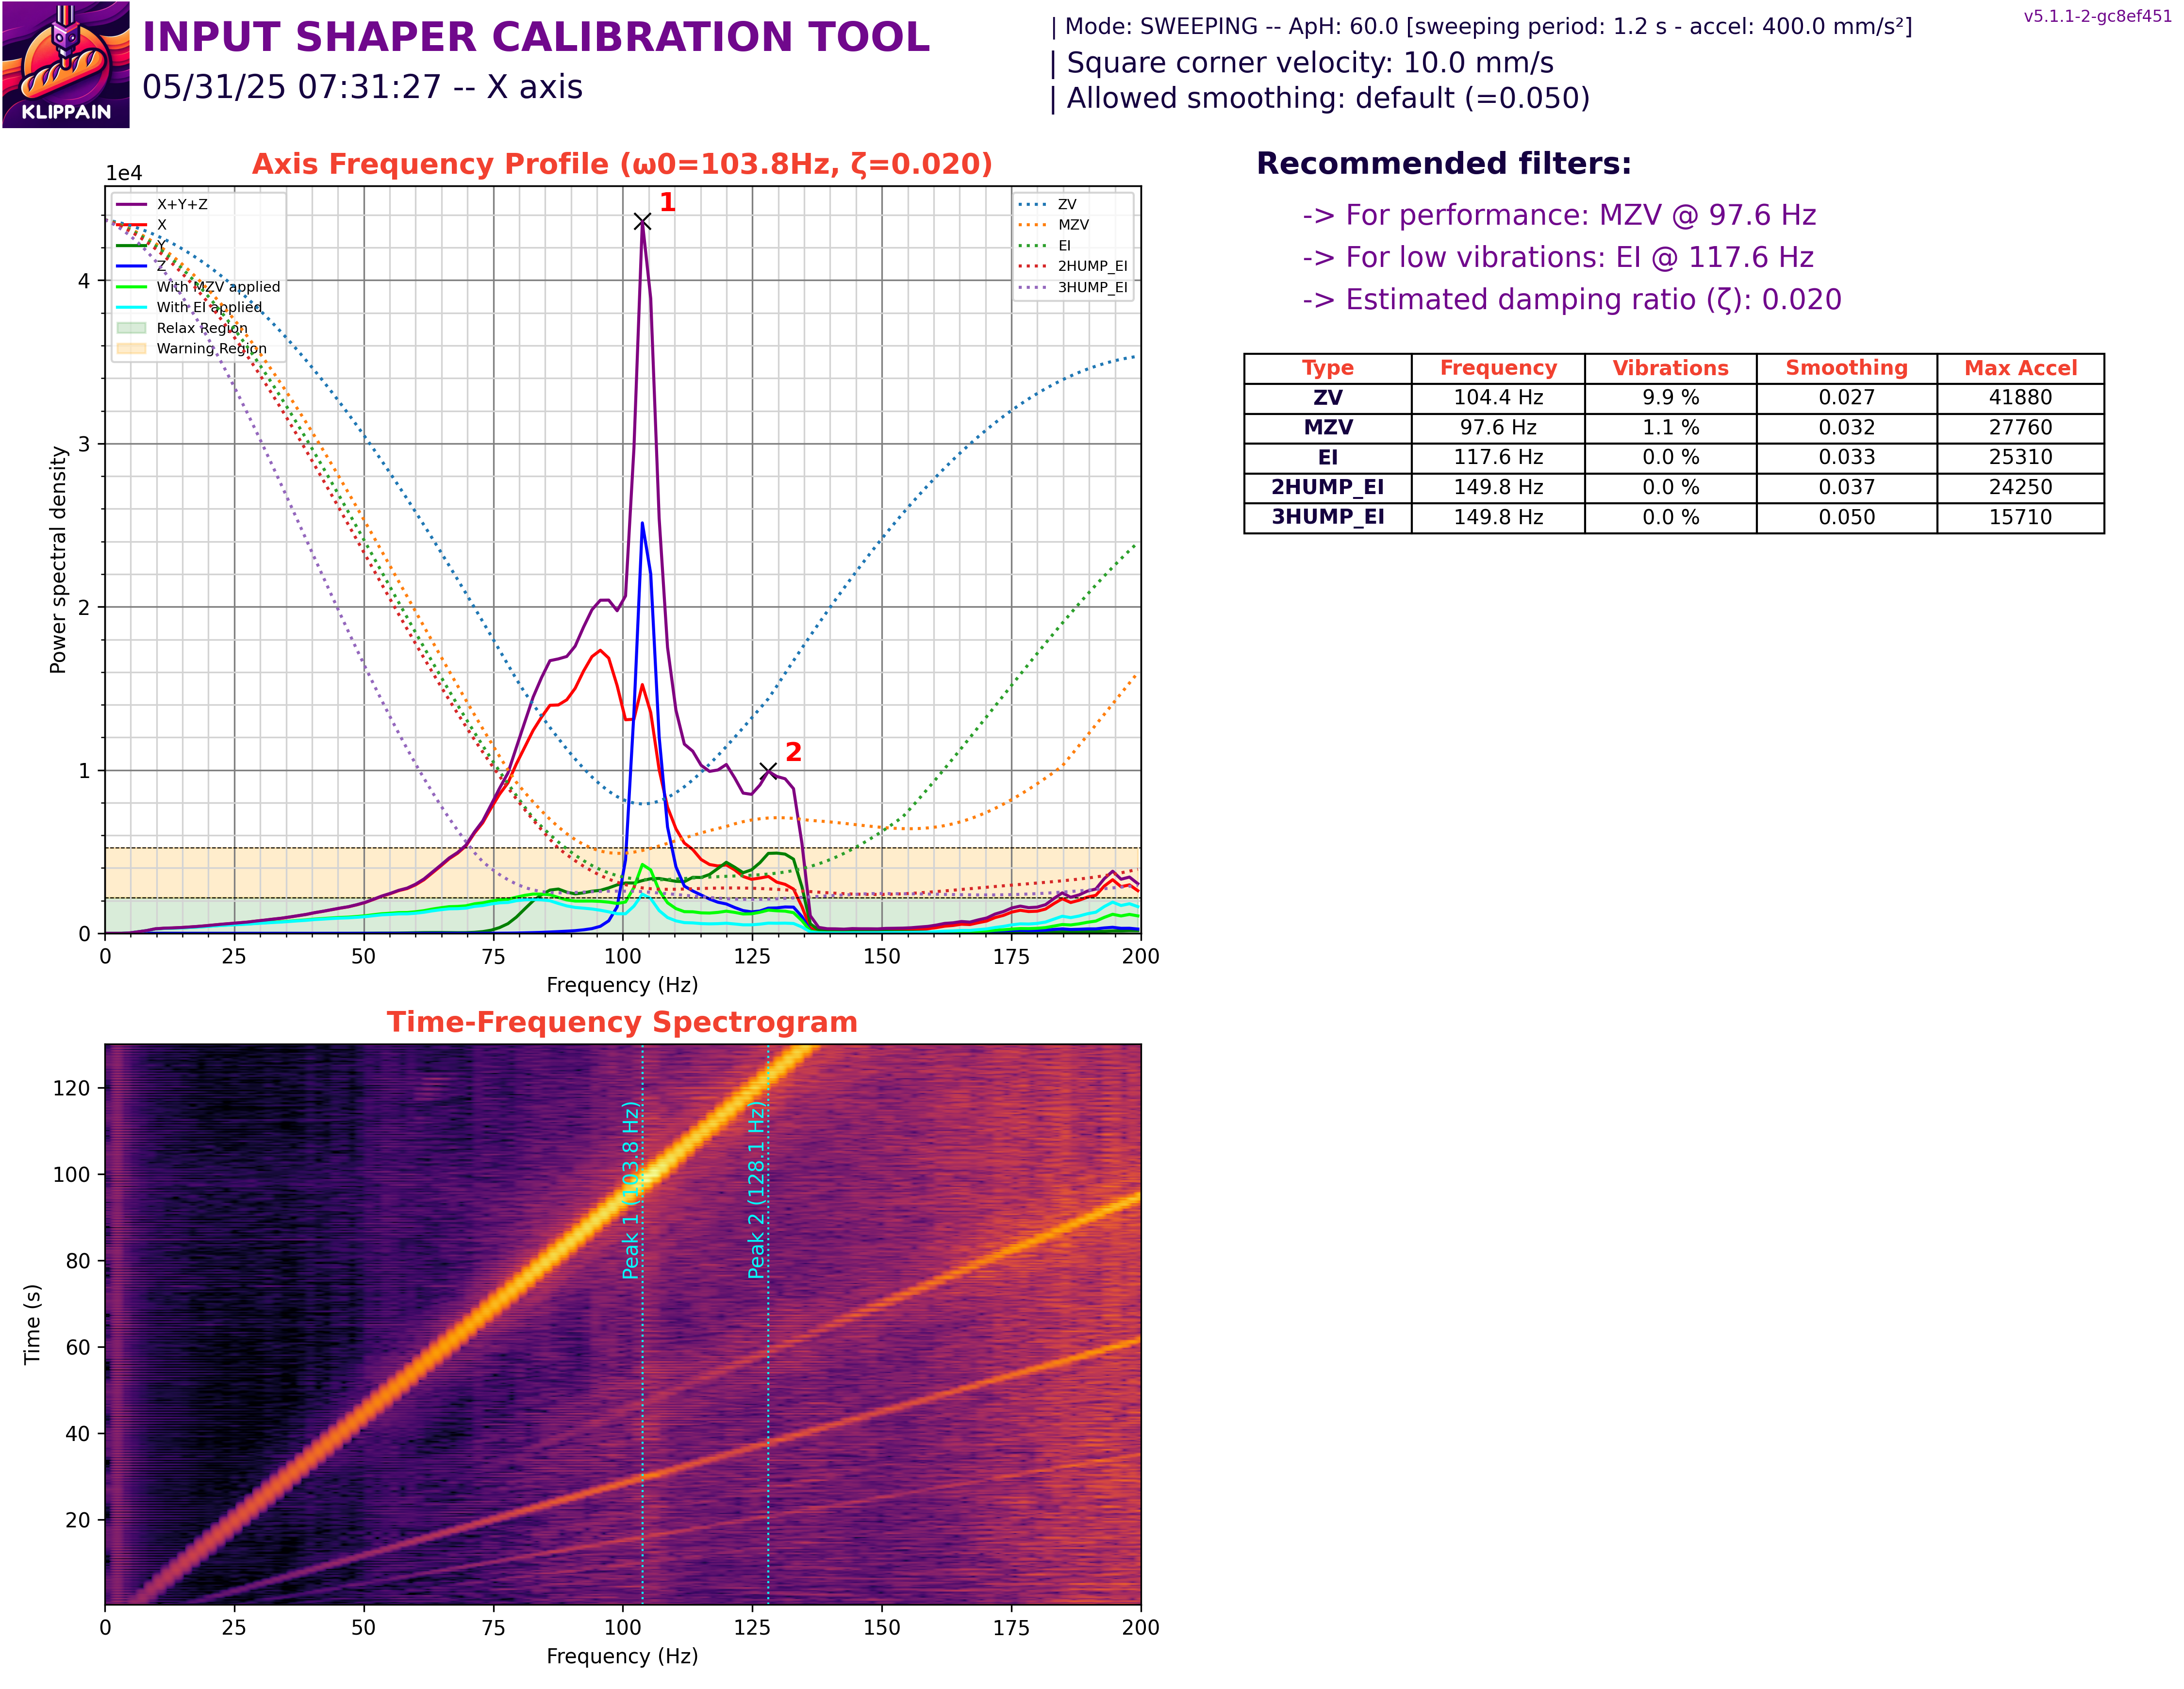 INPUT SHAPER CALIBRATION TOOL
05/31/25 07:31:27 -- X axis
KLIPPAIN
| Mode: SWEEPING -- ApH: 60.0 [sweeping period: 1.2 s - accel: 400.0 mm/s²]
| Square corner velocity: 10.0 mm/s
| Allowed smoothing: default (=0.050)
v5.1.1-2-gc8ef451
Axis Frequency Profile (ω0=103.8Hz, ζ=0.020)
1e4
X+Y+Z
X
Y
Z
With MZV applied
With EI applied
Relax Region
Warning Region
ZV
MZV
EI
2HUMP_EI
3HUMP_EI
1
2
Power spectral density
4
3
2
1
0
0 25 50 75 100 125 150 175 200
Frequency (Hz)
Recommended filters:
-> For performance: MZV @ 97.6 Hz
-> For low vibrations: EI @ 117.6 Hz
-> Estimated damping ratio (ζ): 0.020
Type Frequency Vibrations Smoothing Max Accel
ZV 104.4 Hz 9.9 % 0.027 41880
MZV 97.6 Hz 1.1 % 0.032 27760
EI 117.6 Hz 0.0 % 0.033 25310
2HUMP_EI 149.8 Hz 0.0 % 0.037 24250
3HUMP_EI 149.8 Hz 0.0 % 0.050 15710
Time-Frequency Spectrogram
Time (s)
120
100
80
60
40
20
Peak 1 (103.8 Hz)
Peak 2 (128.1 Hz)
0 25 50 75 100 125 150 175 200
Frequency (Hz)